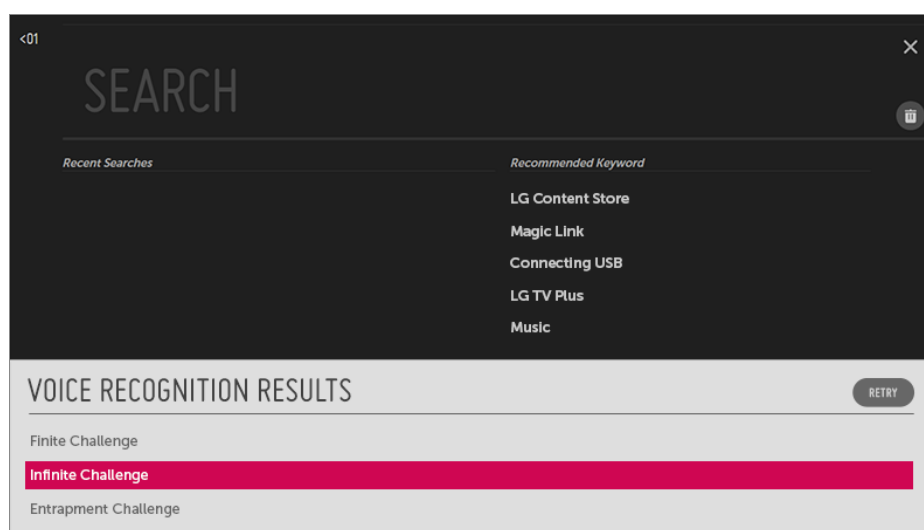 <01
SEARCH
Recent Searches
Recommended Keyword
LG Content Store
Magic Link
Connecting USB
LG TV Plus
Music
VOICE RECOGNITION RESULTS
RETRY
Finite Challenge
Infinite Challenge
Entrapment Challenge